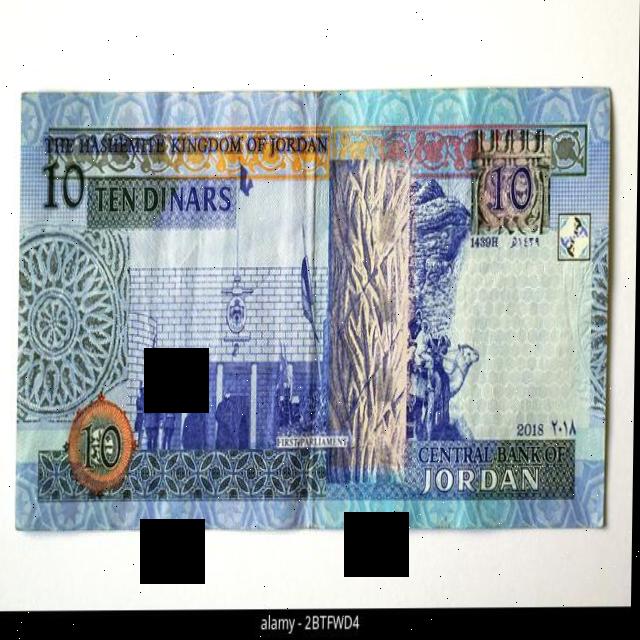 THE HASHEMITE KINGDOM OF JORDAN
10 TEN DINARS
10
1439H ١٤٣٩هـ
FIRST PARLIAMENT
2018 ٢٠١٨
CENTRAL BANK OF
JORDAN
10
alamy - 2BTFWD4